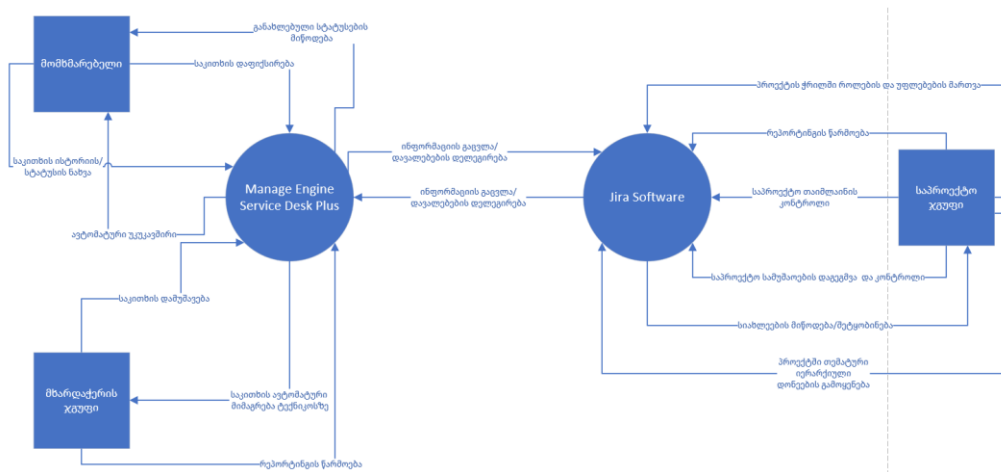 განახლებული სტატუსების
მიწოდება
მომხმარებელი
საკითხის დაფიქსირება
საკითხის ისტორიის/
სტატუსის ნახვა
Manage Engine
Service Desk Plus
ავტომატური უკუკავშირი
საკითხის დამუშავება
მხარდაჭერის
ჯგუფი
საკითხის ავტომატური
მიმაგრება ტექნიკოსზე
რეპორტინგის წარმოება
ინფორმაციის გაცვლა/
დავალებების დელეგირება
ინფორმაციის გაცვლა/
დავალებების დელეგირება
Jira Software
პროექტის ჭრილში როლების და უფლებების მართვა
რეპორტინგის წარმოება
საპროექტო თაიმლაინის
კონტროლი
საპროექტო
ჯგუფი
საპროექტო სამუშაოების დაგეგმვა და კონტროლი
სიახლეების მიწოდება/შეტყობინება
პროექტში თემატური
იერარქიული
დონეების გამოყენება